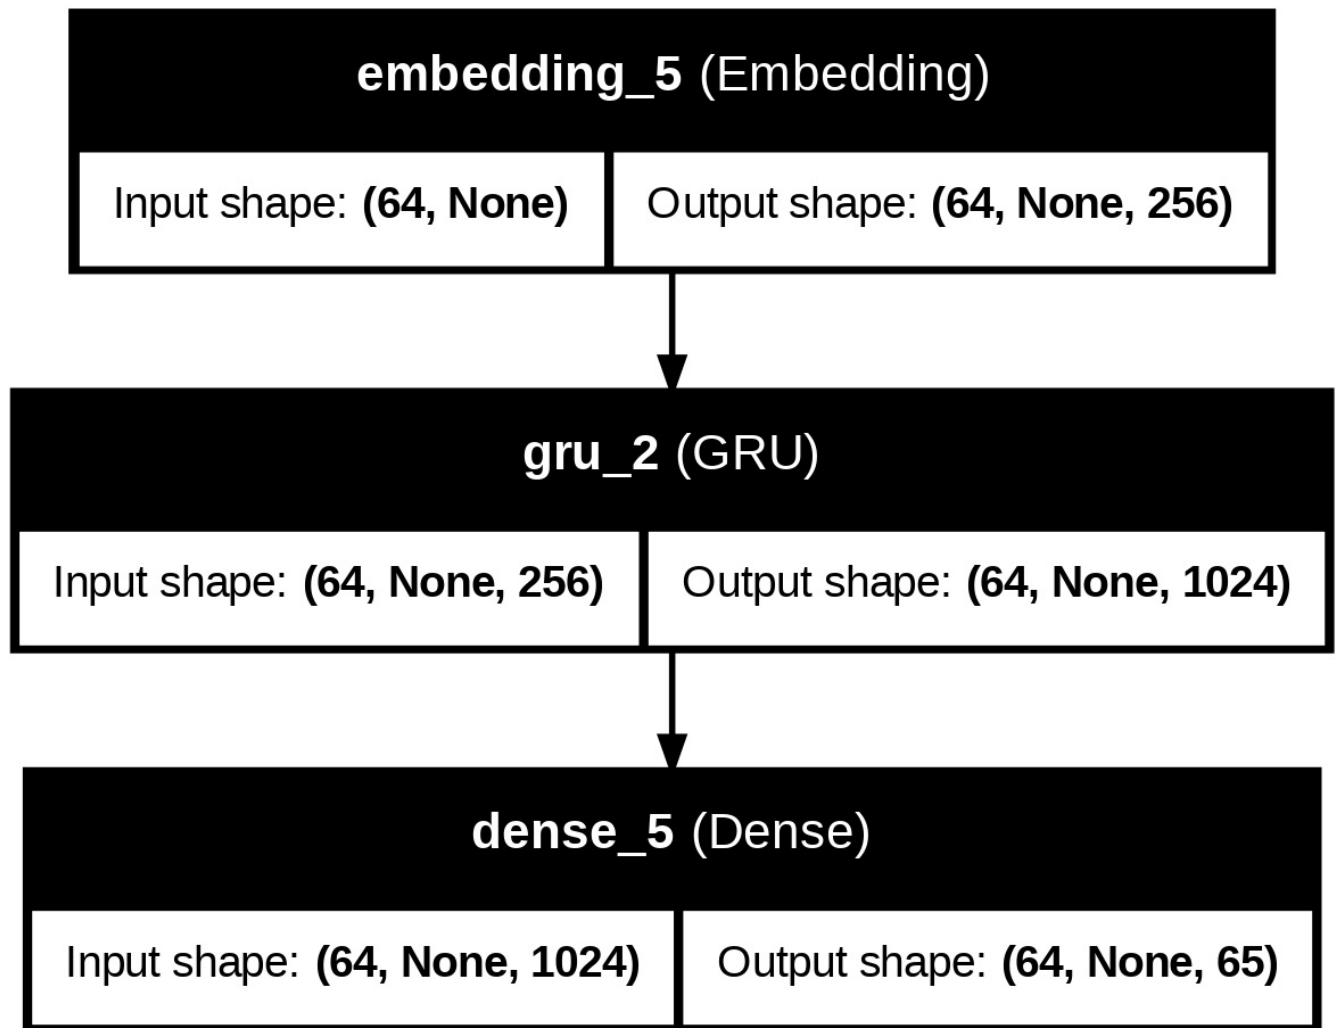 embedding_5 (Embedding)
Input shape: (64, None)
Output shape: (64, None, 256)
gru_2 (GRU)
Input shape: (64, None, 256)
Output shape: (64, None, 1024)
dense_5 (Dense)
Input shape: (64, None, 1024)
Output shape: (64, None, 65)